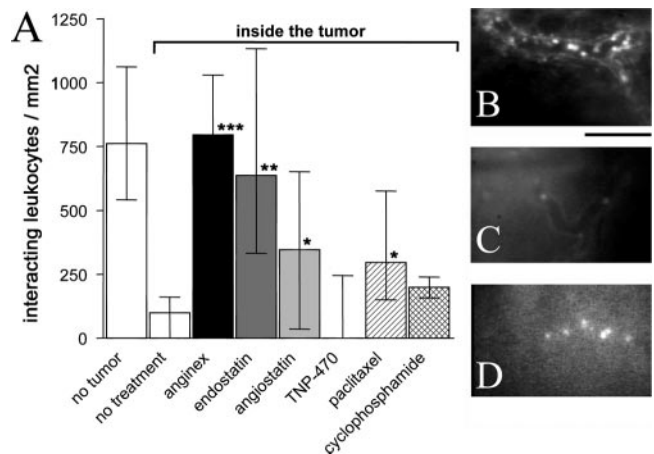 A
inside the tumor
interacting leukocytes / mm2
1250
1000
750
500
250
0
***
**
*
*
no tumor
no treatment
anginex
endostatin
angiostatin
TNP-470
paclitaxel
cyclophosphamide
B
C
D